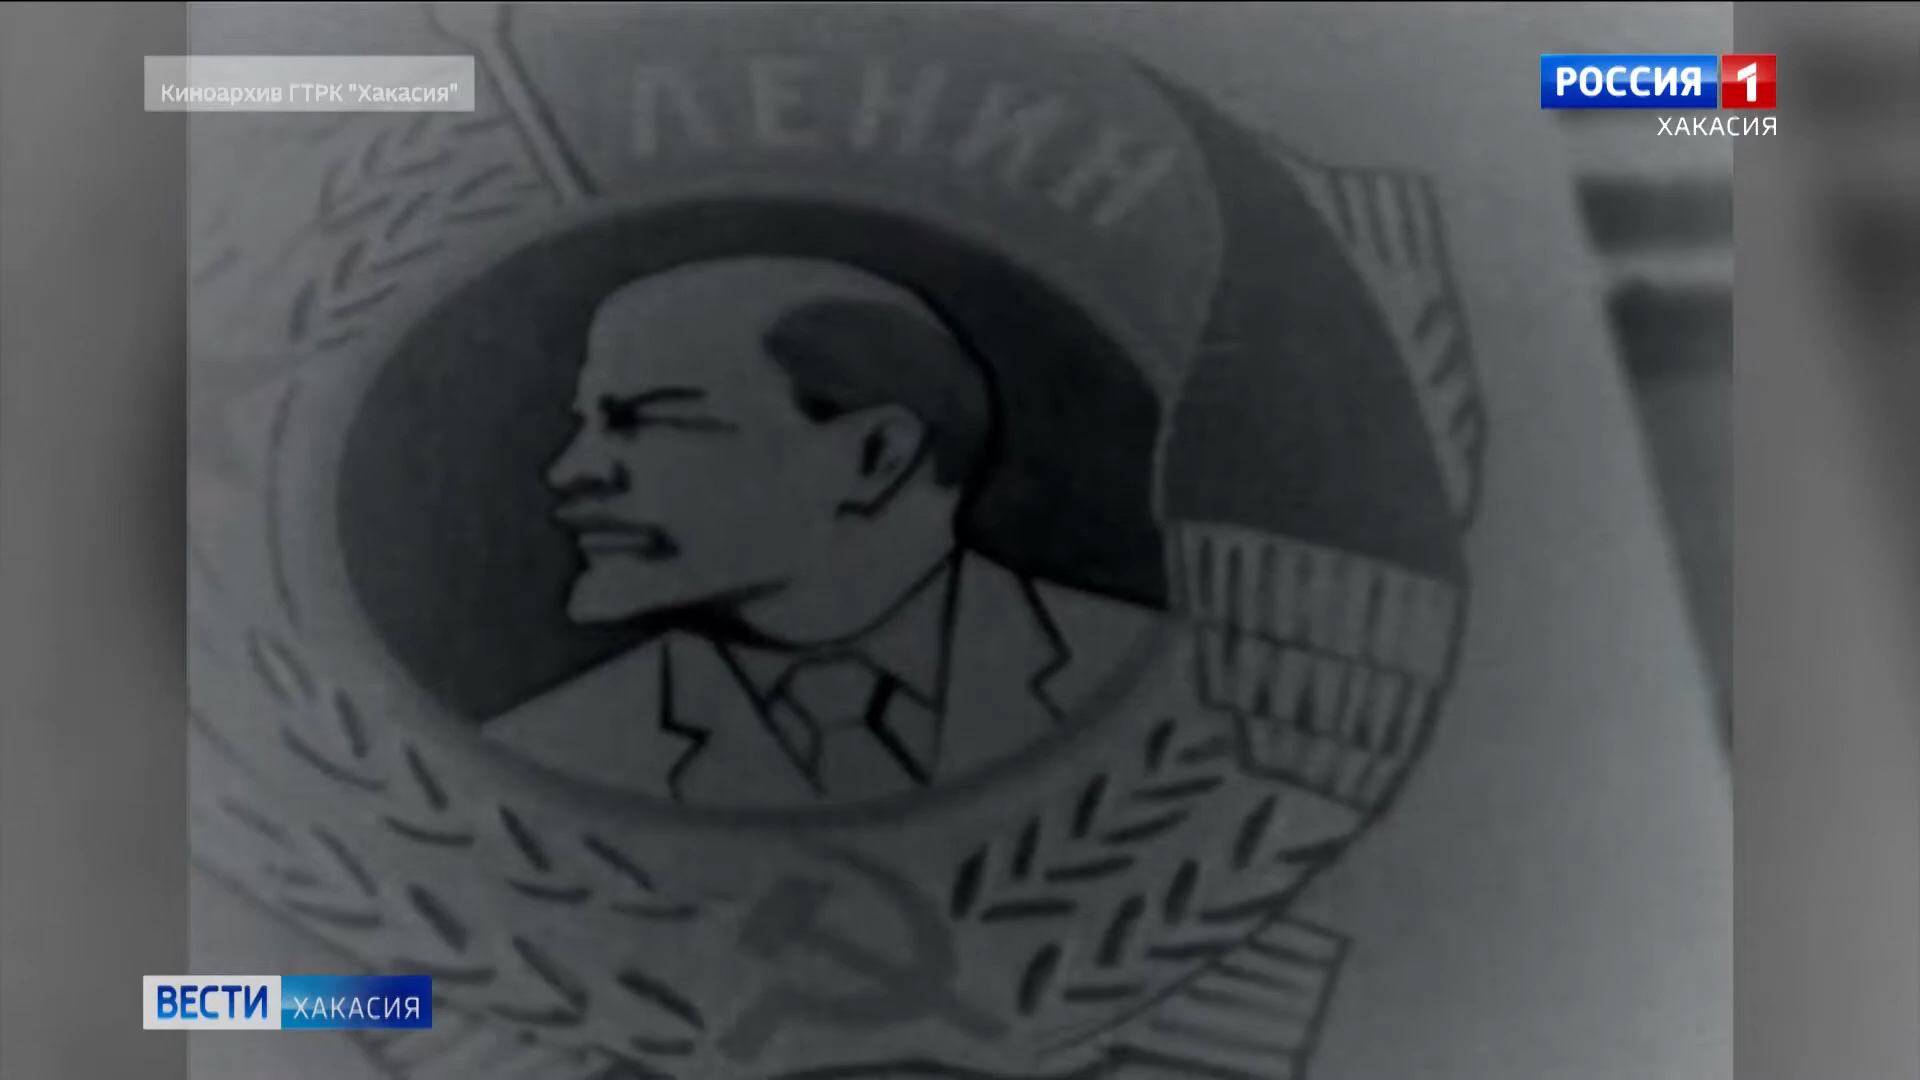 ЛЕНИН
Киноархив ГТРК "Хакасия"
РОССИЯ 1
ХАКАСИЯ
ВЕСТИ ХАКАСИЯ